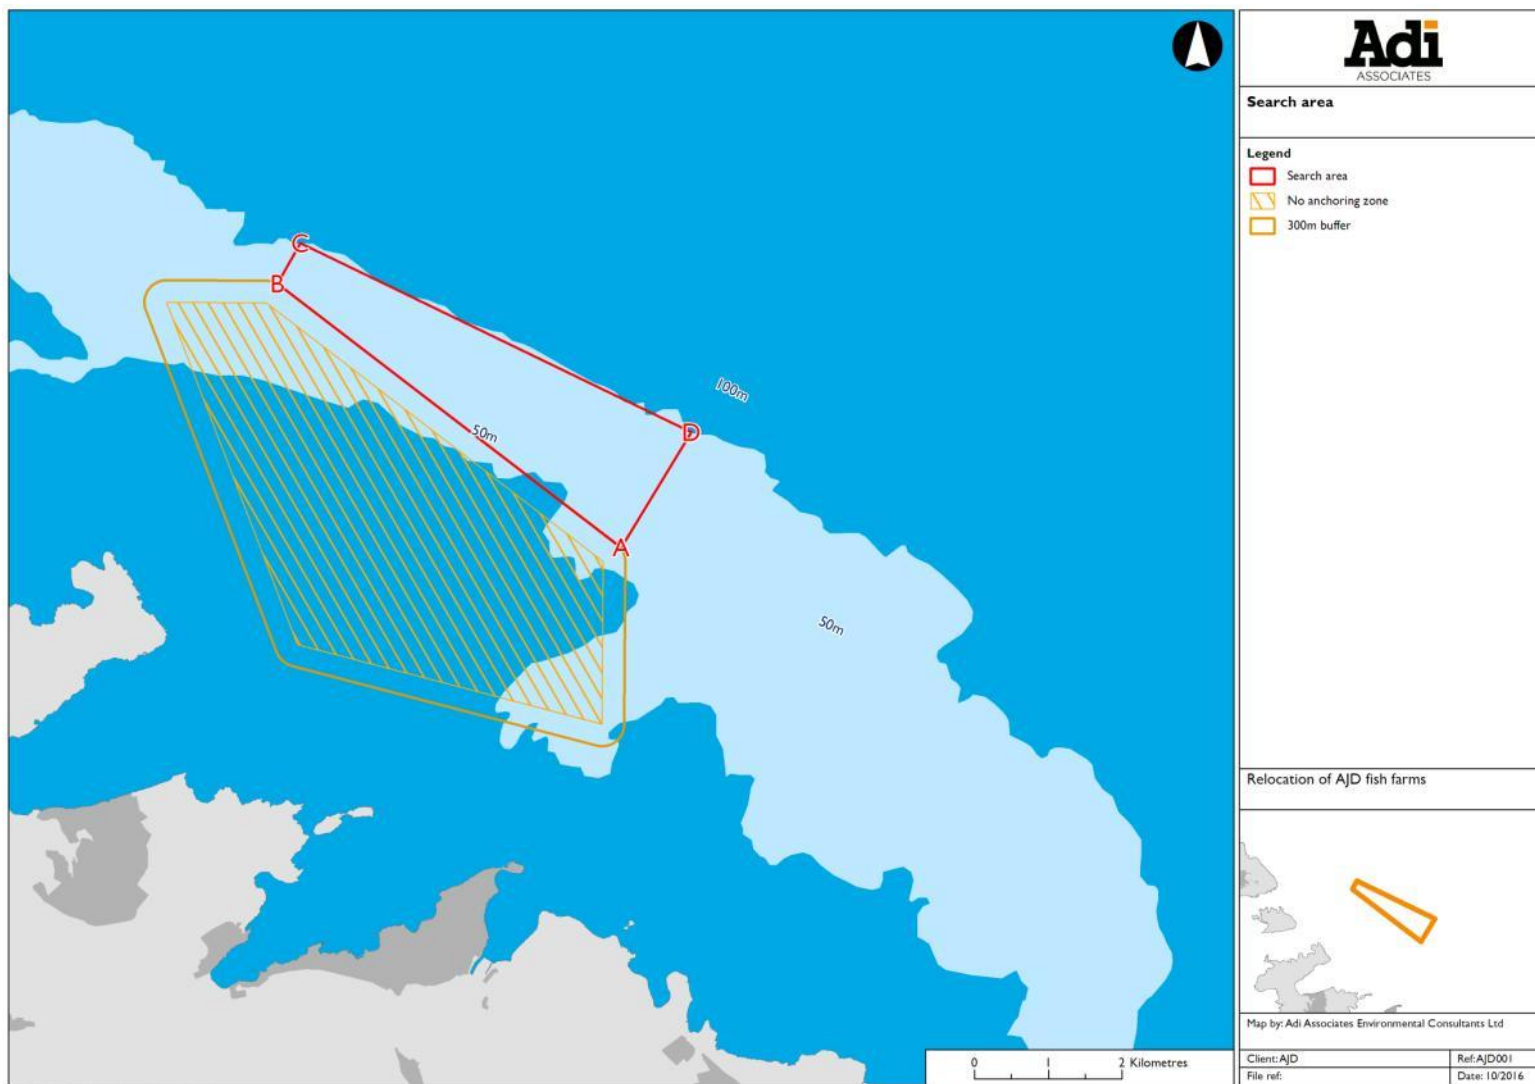 C
B
100m
D
50m
A
50m
0 1 2 Kilometres
Adi
ASSOCIATES
Search area
Legend
Search area
No anchoring zone
300m buffer
Relocation of AJD fish farms
Map by: Adi Associates Environmental Consultants Ltd
Client: AJD Ref: AJD001
File ref: Date: 10/2016